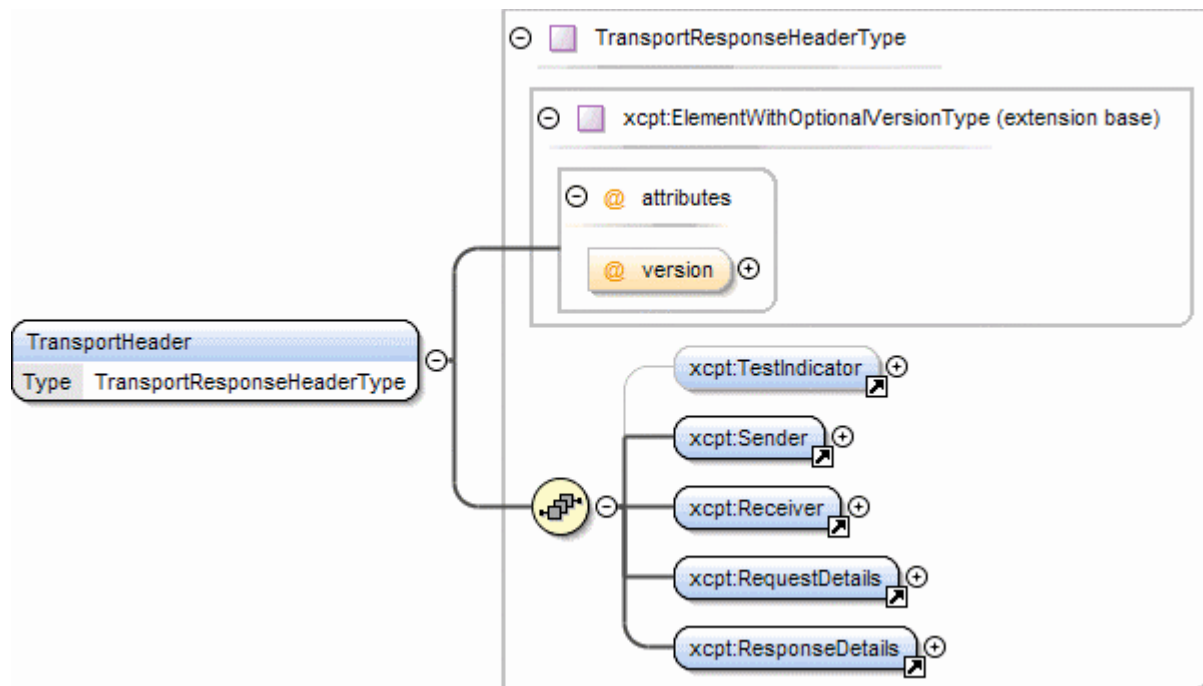 TransportResponseHeaderType
xcpt:ElementWithOptionalVersionType (extension base)
@ attributes
@ version
TransportHeader
Type TransportResponseHeaderType
xcpt:TestIndicator
xcpt:Sender
xcpt:Receiver
xcpt:RequestDetails
xcpt:ResponseDetails